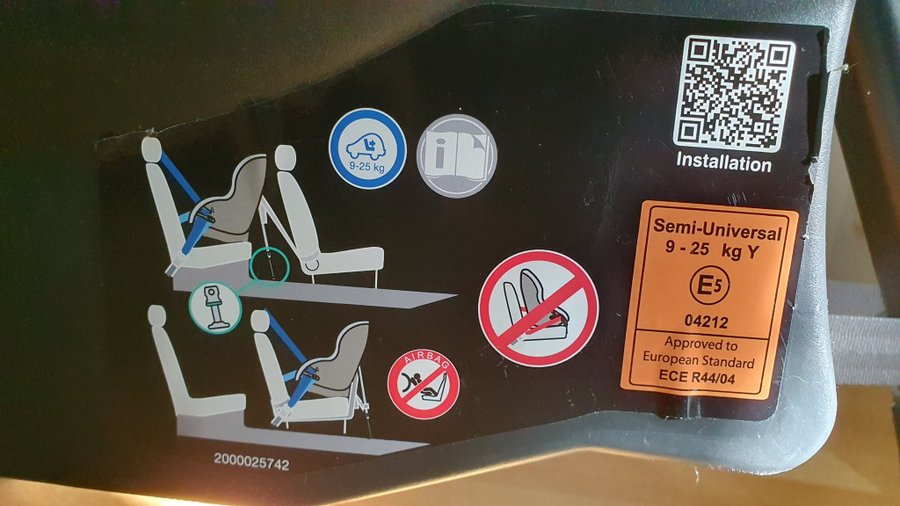 Installation
9-25 kg
i
Semi-Universal
9 - 25 kg Y
E5
04212
Approved to
European Standard
ECE R44/04
AIRBAG
2000025742